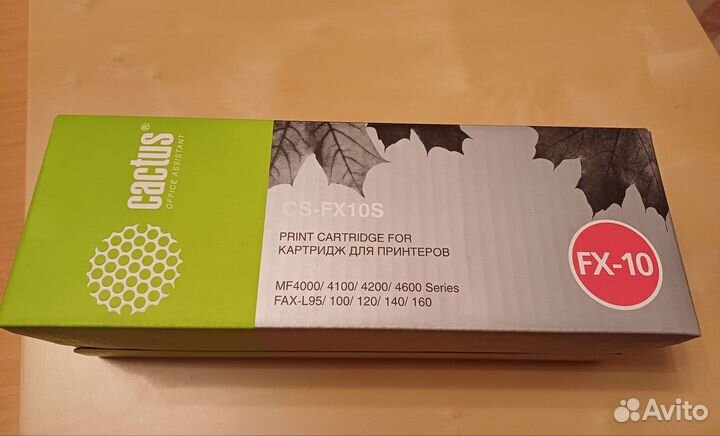 cactus®
OFFICE ASSISTANT
CS-FX10S
PRINT CARTRIDGE FOR
КАРТРИДЖ ДЛЯ ПРИНТЕРОВ
MF4000/ 4100/ 4200/ 4600 Series
FAX-L95/ 100/ 120/ 140/ 160
FX-10
Avito